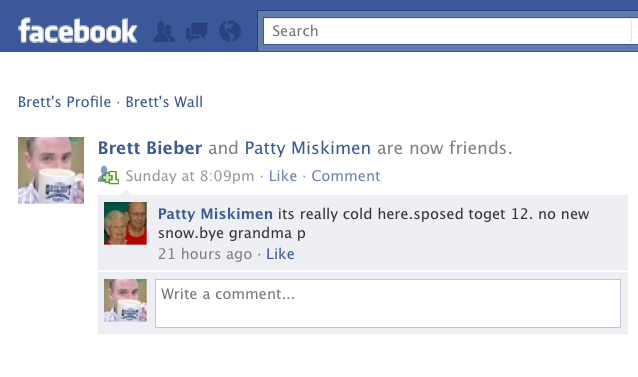 facebook
Search
Brett's Profile · Brett's Wall
Brett Bieber and Patty Miskimen are now friends.
Sunday at 8:09pm · Like · Comment
Patty Miskimen its really cold here.sposed toget 12. no new
snow.bye grandma p
21 hours ago · Like
Write a comment...